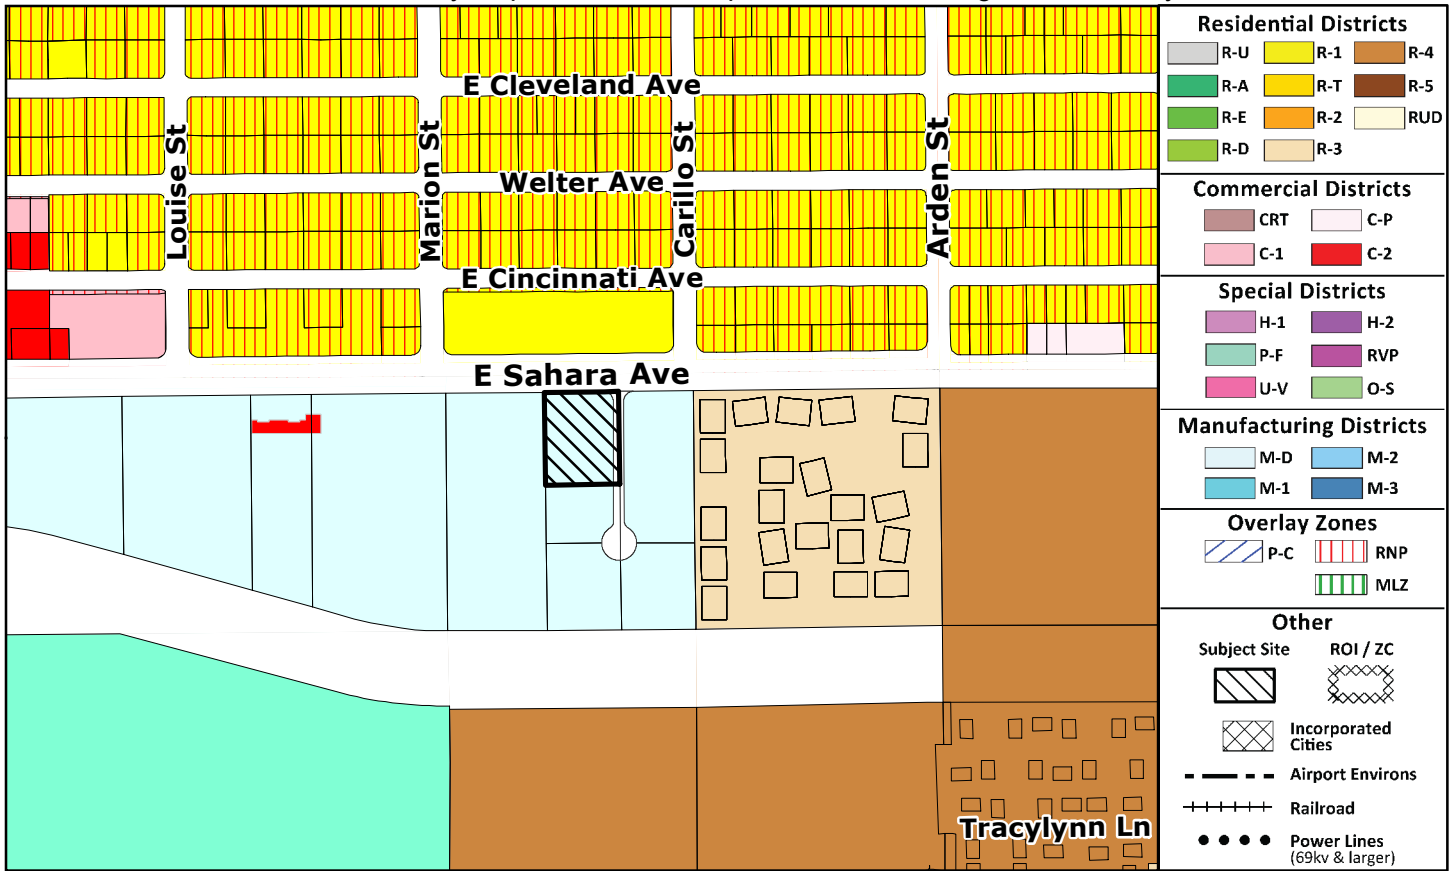 E Cleveland Ave
Louise St
Marion St
Carillo St
Arden St
Welter Ave
E Cincinnati Ave
E Sahara Ave
Tracylynn Ln
Residential Districts
R-U
R-1
R-4
R-A
R-T
R-5
R-E
R-2
RUD
R-D
R-3
Commercial Districts
CRT
C-P
C-1
C-2
Special Districts
H-1
H-2
P-F
RVP
U-V
O-S
Manufacturing Districts
M-D
M-2
M-1
M-3
Overlay Zones
P-C
RNP
MLZ
Other
Subject Site
ROI / ZC
Incorporated
Cities
Airport Environs
Railroad
Power Lines
(69kv & larger)